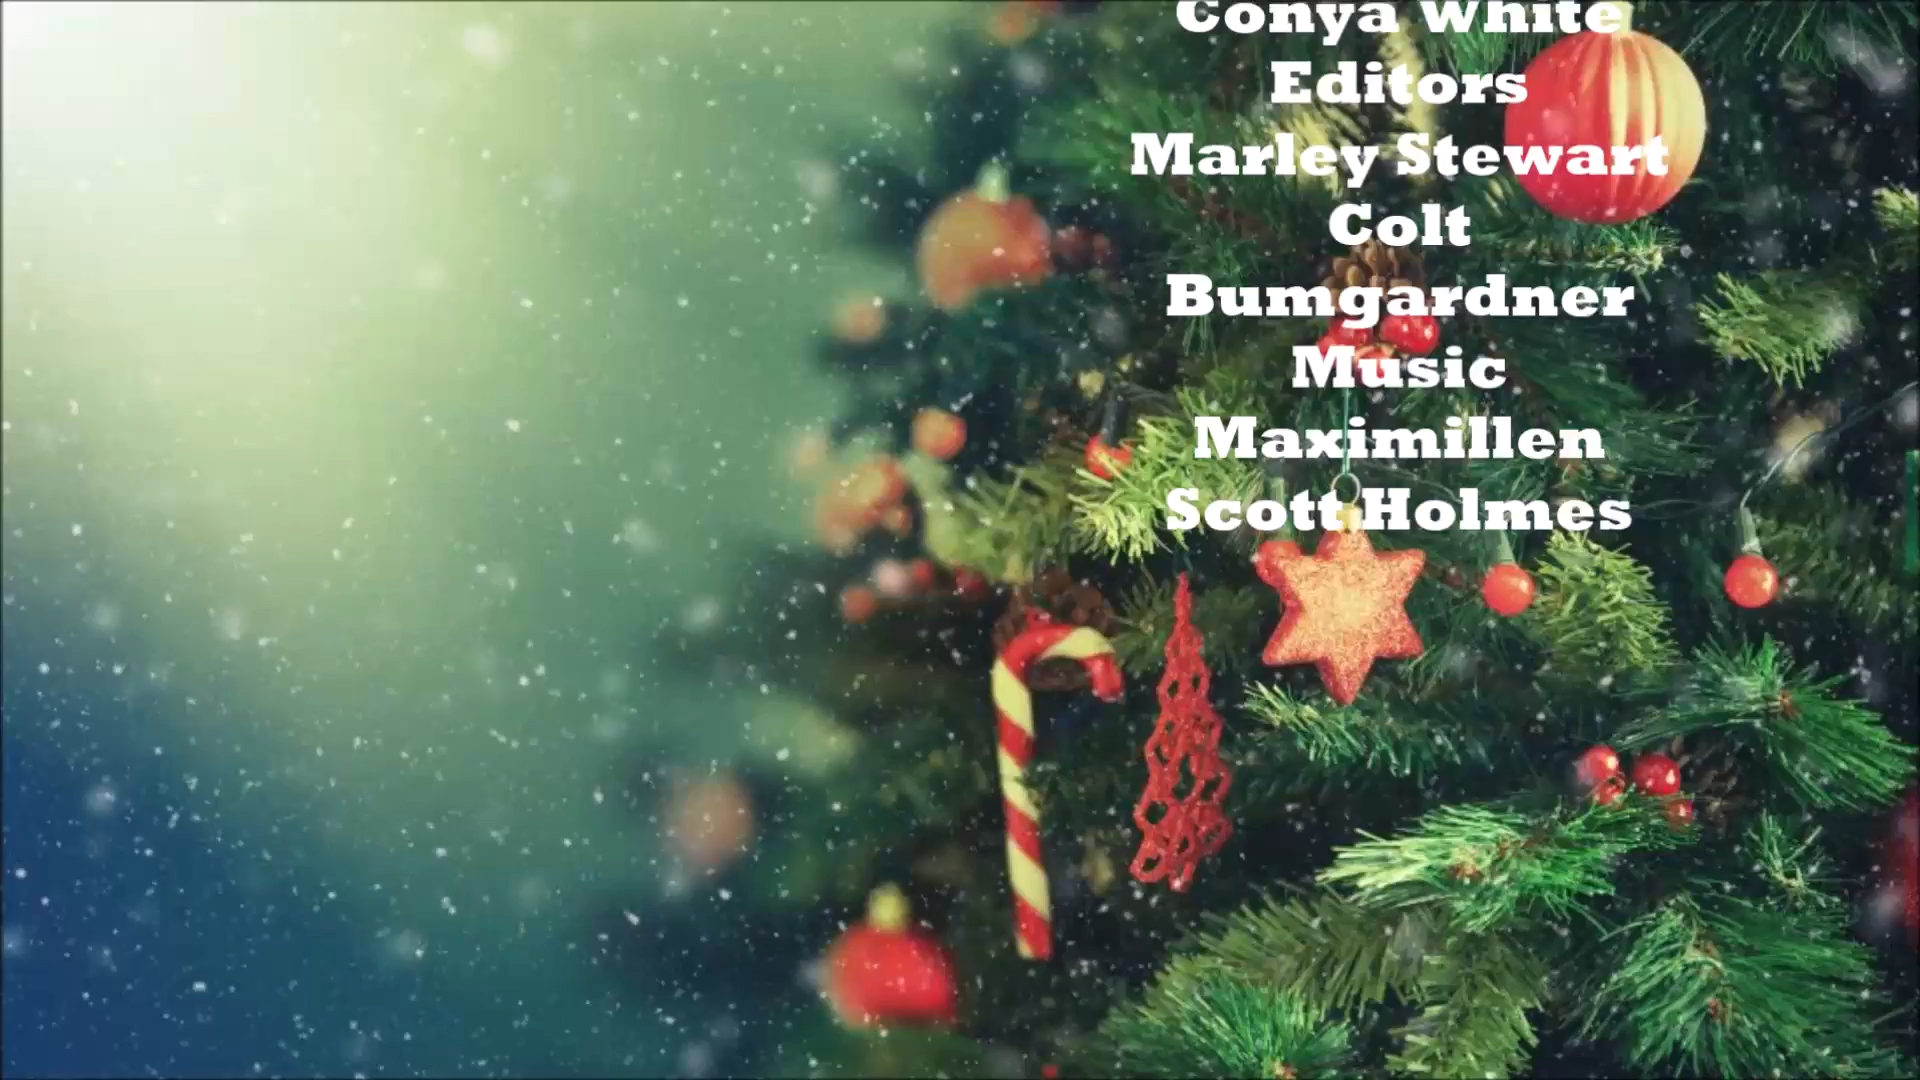 Conya White
Editors
Marley Stewart
Colt
Bumgardner
Music
Maximillen
Scott Holmes